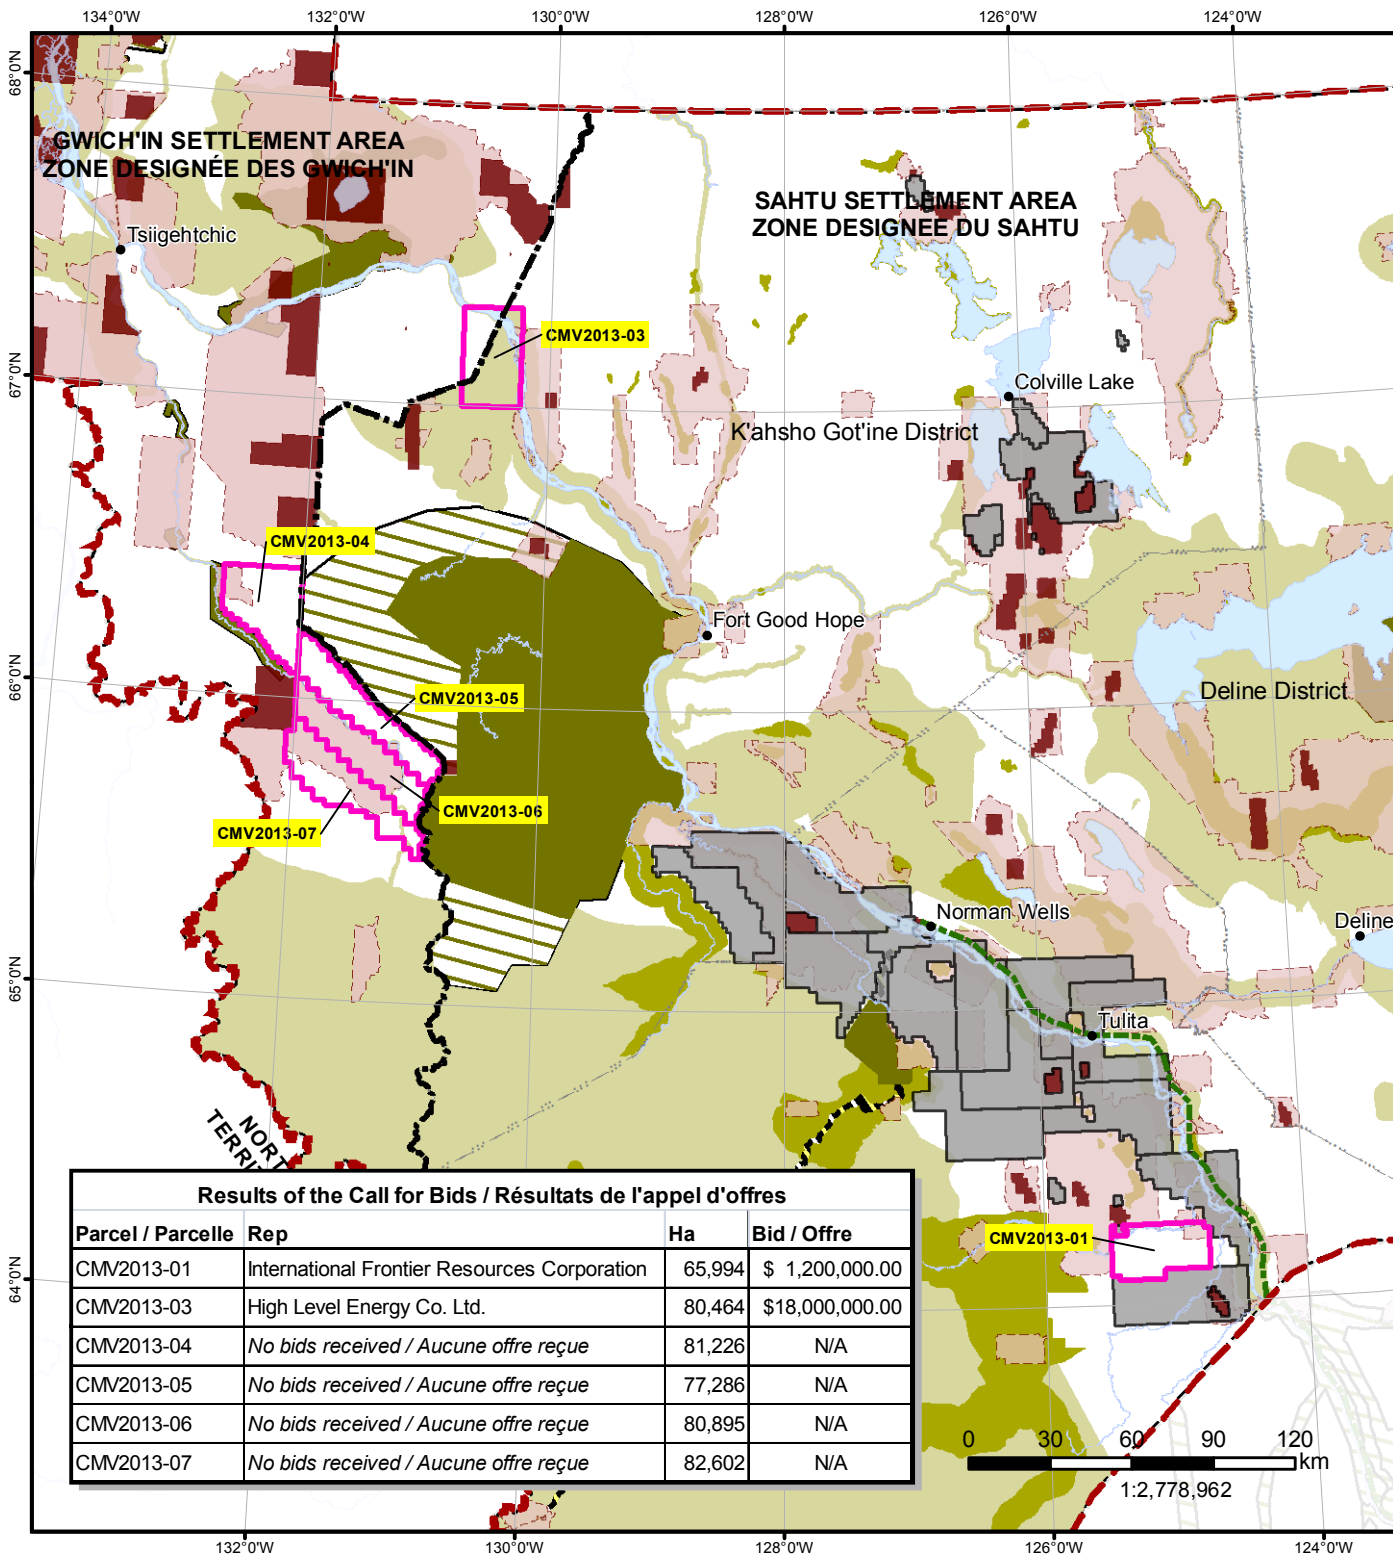 134°0'W 132°0'W 130°0'W 128°0'W 126°0'W 124°0'W
68°0'N
GWICH'IN SETTLEMENT AREA
ZONE DESIGNÉE DES GWICH'IN
SAHTU SETTLEMENT AREA
ZONE DESIGNEE DU SAHTU
Tsiigehtchic
CMV2013-03
67°0'N
Colville Lake
K'ahsho Got'ine District
CMV2013-04
Fort Good Hope
66°0'N
CMV2013-05
Deline District
CMV2013-06
CMV2013-07
Norman Wells
Deline
65°0'N
Tulita
NORT
TERRIT
CMV2013-01
64°0'N
Results of the Call for Bids / Résultats de l'appel d'offres
Parcel / Parcelle Rep Ha Bid / Offre
CMV2013-01 International Frontier Resources Corporation 65,994 $ 1,200,000.00
CMV2013-03 High Level Energy Co. Ltd. 80,464 $18,000,000.00
CMV2013-04 No bids received / Aucune offre reçue 81,226 N/A
CMV2013-05 No bids received / Aucune offre reçue 77,286 N/A
CMV2013-06 No bids received / Aucune offre reçue 80,895 N/A
CMV2013-07 No bids received / Aucune offre reçue 82,602 N/A
0 30 60 90 120
km
1:2,778,962
132°0'W 130°0'W 128°0'W 126°0'W 124°0'W